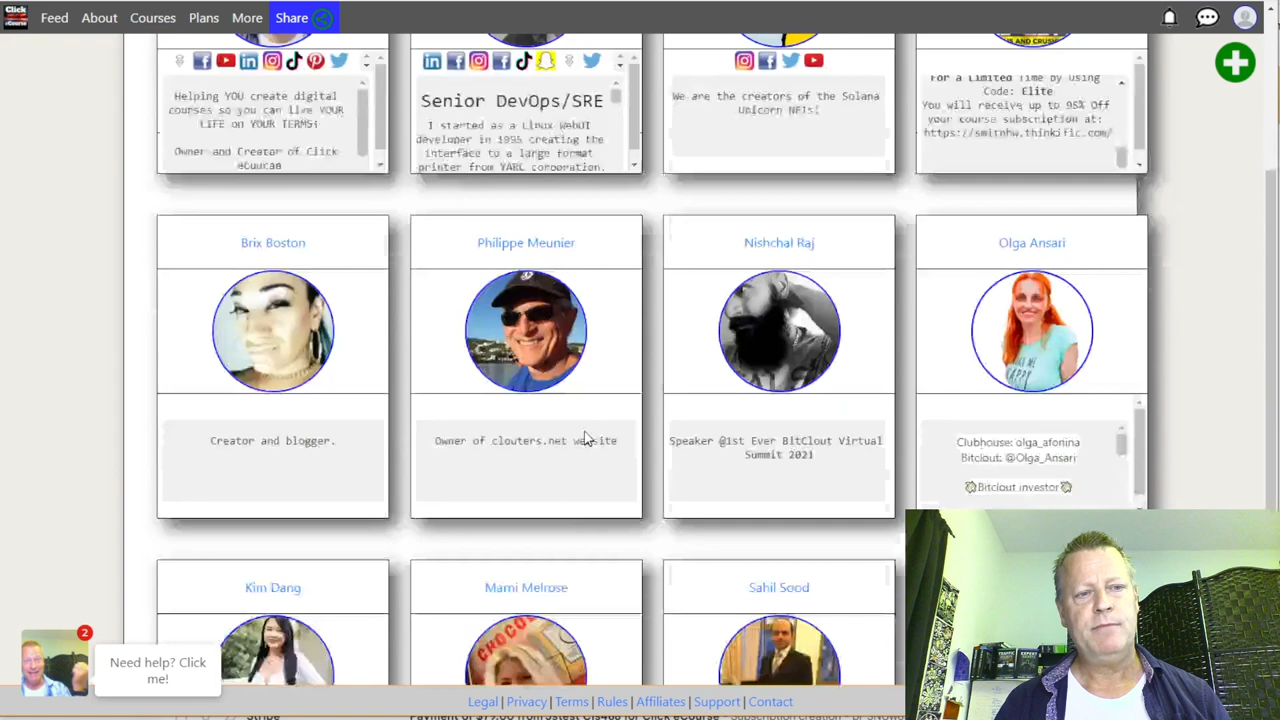 Click
eCourse
Feed
About
Courses
Plans
More
Share
Helping YOU create digital
courses so you can live YOUR
LIFE on YOUR TERMS!
Owner and Creator of Click
eCourse
Senior DevOps/SRE
I started as a Linux WebUI
developer in 1995 creating the
interface to a large format
printer from YARC corporation.
We are the creators of the Solana
Unicorn NFTs!
For a Limited Time by Using
Code: Elite
You will receive up to 95% Off
your course subscription at:
https://smithhw.thinkific.com/
Brix Boston
Philippe Meunier
Nishchal Raj
Olga Ansari
Creator and blogger.
Owner of clouters.net website
Speaker @1st Ever BitClout Virtual
Summit 2021
Clubhouse: olga_afonina
Bitclout: @Olga_Ansari
Bitclout investor
Kim Dang
Mami Melrose
Sahil Sood
CHOCO
2
Need help? Click
me!
Legal | Privacy | Terms | Rules | Affiliates | Support | Contact
Stripe